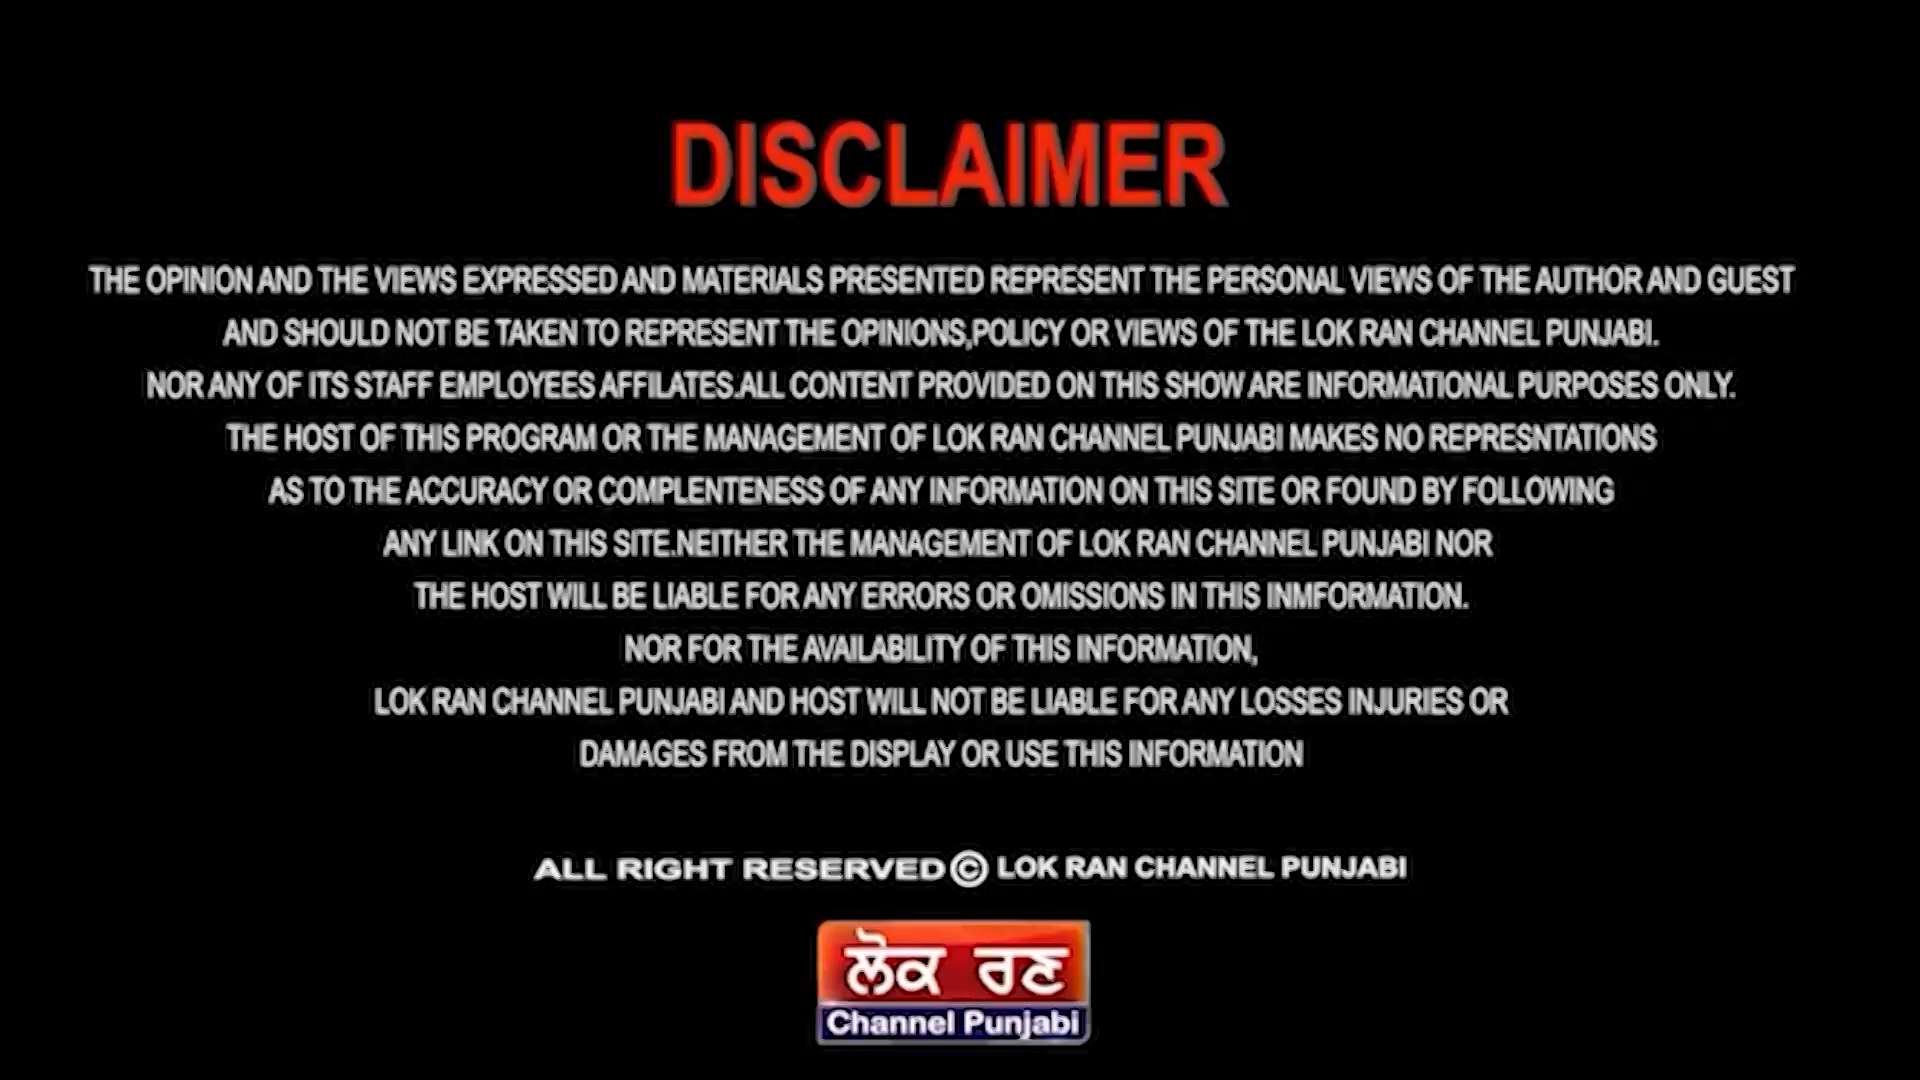 DISCLAIMER
THE OPINION AND THE VIEWS EXPRESSED AND MATERIALS PRESENTED REPRESENT THE PERSONAL VIEWS OF THE AUTHOR AND GUEST
AND SHOULD NOT BE TAKEN TO REPRESENT THE OPINIONS,POLICY OR VIEWS OF THE LOK RAN CHANNEL PUNJABI.
NOR ANY OF ITS STAFF EMPLOYEES AFFILATES.ALL CONTENT PROVIDED ON THIS SHOW ARE INFORMATIONAL PURPOSES ONLY.
THE HOST OF THIS PROGRAM OR THE MANAGEMENT OF LOK RAN CHANNEL PUNJABI MAKES NO REPRESNTATIONS
AS TO THE ACCURACY OR COMPLENTENESS OF ANY INFORMATION ON THIS SITE OR FOUND BY FOLLOWING
ANY LINK ON THIS SITE.NEITHER THE MANAGEMENT OF LOK RAN CHANNEL PUNJABI NOR
THE HOST WILL BE LIABLE FOR ANY ERRORS OR OMISSIONS IN THIS INMFORMATION.
NOR FOR THE AVAILABILITY OF THIS INFORMATION,
LOK RAN CHANNEL PUNJABI AND HOST WILL NOT BE LIABLE FOR ANY LOSSES INJURIES OR
DAMAGES FROM THE DISPLAY OR USE THIS INFORMATION
ALL RIGHT RESERVED © LOK RAN CHANNEL PUNJABI
ਲੋਕ ਰਣ
Channel Punjabi